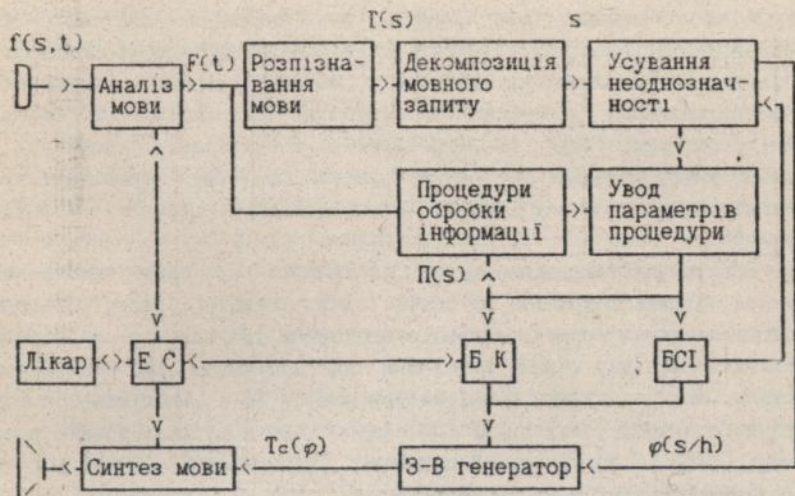 f(s,t)
F(t)
Г(s)
s
Аналіз
мови
Розпізна-
вання
мови
Декомпозиція
мовного
запиту
Усування
неоднознач-
ності
Процедури
обробки
інформації
Увод
параметрів
процедури
П(s)
Лікар
Е С
Б К
БСІ
Синтез мови
Tс(φ)
З-В генератор
φ(s/h)